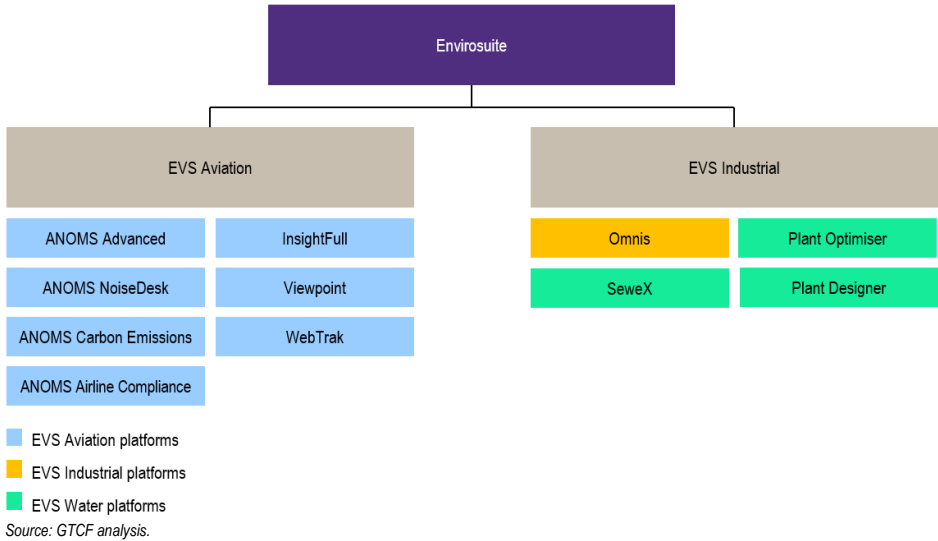 Envirosuite
EVS Aviation
EVS Industrial
ANOMS Advanced
InsightFull
Omnis
Plant Optimiser
ANOMS NoiseDesk
Viewpoint
SeweX
Plant Designer
ANOMS Carbon Emissions
WebTrak
ANOMS Airline Compliance
EVS Aviation platforms
EVS Industrial platforms
EVS Water platforms
Source: GTCF analysis.